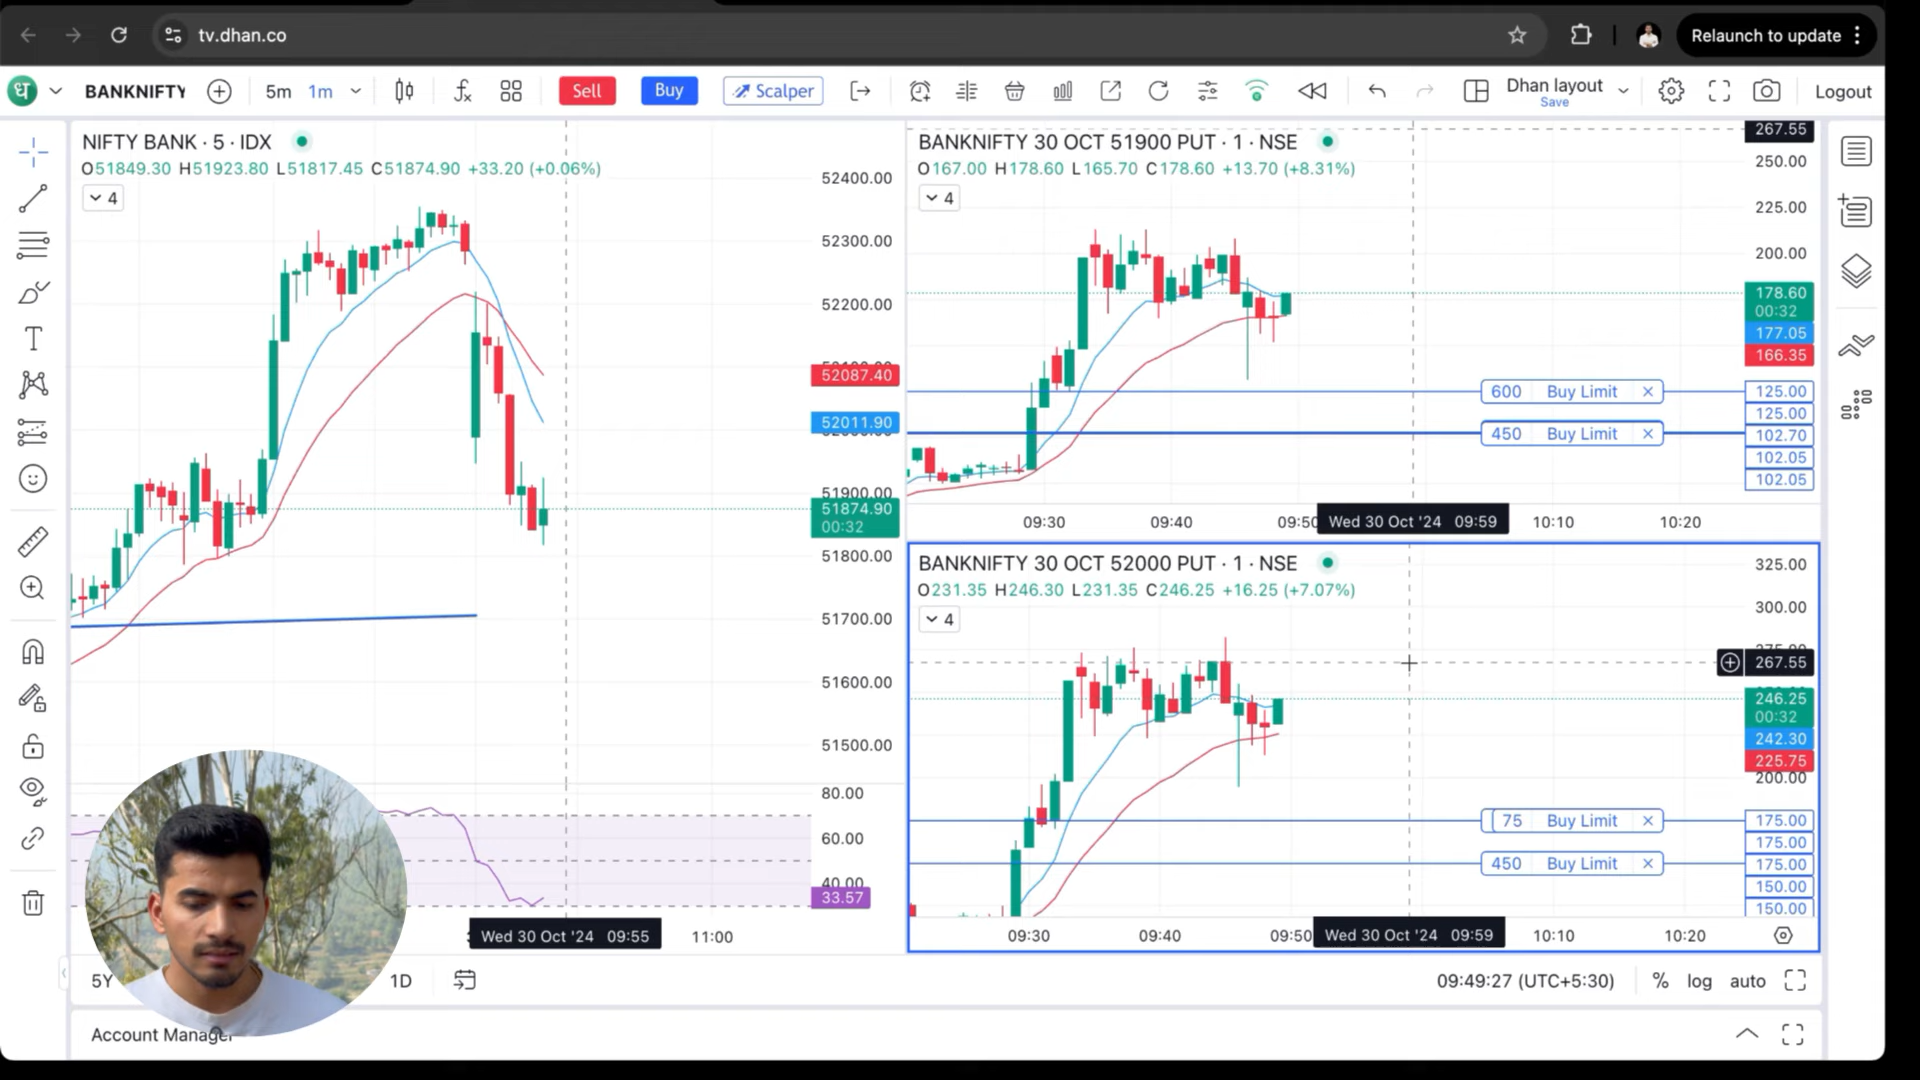 tv.dhan.co
Relaunch to update
ध
BANKNIFTY
5m 1m
Sell
Buy
Scalper
Dhan layout
Save
Logout
NIFTY BANK · 5 · IDX
O51849.30 H51923.80 L51817.45 C51874.90 +33.20 (+0.06%)
4
52400.00
52300.00
52200.00
52087.40
52011.90
51900.00
51874.90
00:32
51800.00
51700.00
51600.00
51500.00
80.00
60.00
40.00
33.57
Wed 30 Oct '24 09:55
11:00
BANKNIFTY 30 OCT 51900 PUT · 1 · NSE
O167.00 H178.60 L165.70 C178.60 +13.70 (+8.31%)
4
267.55
250.00
225.00
200.00
178.60
00:32
177.05
166.35
600 Buy Limit ×
125.00
125.00
450 Buy Limit ×
102.70
102.05
102.05
09:30
09:40
09:50
Wed 30 Oct '24 09:59
10:10
10:20
BANKNIFTY 30 OCT 52000 PUT · 1 · NSE
O231.35 H246.30 L231.35 C246.25 +16.25 (+7.07%)
4
325.00
300.00
267.55
246.25
00:32
242.30
225.75
200.00
75 Buy Limit ×
175.00
175.00
450 Buy Limit ×
175.00
150.00
150.00
09:30
09:40
09:50
Wed 30 Oct '24 09:59
10:10
10:20
5Y
1D
09:49:27 (UTC+5:30)
% log auto
Account Manager